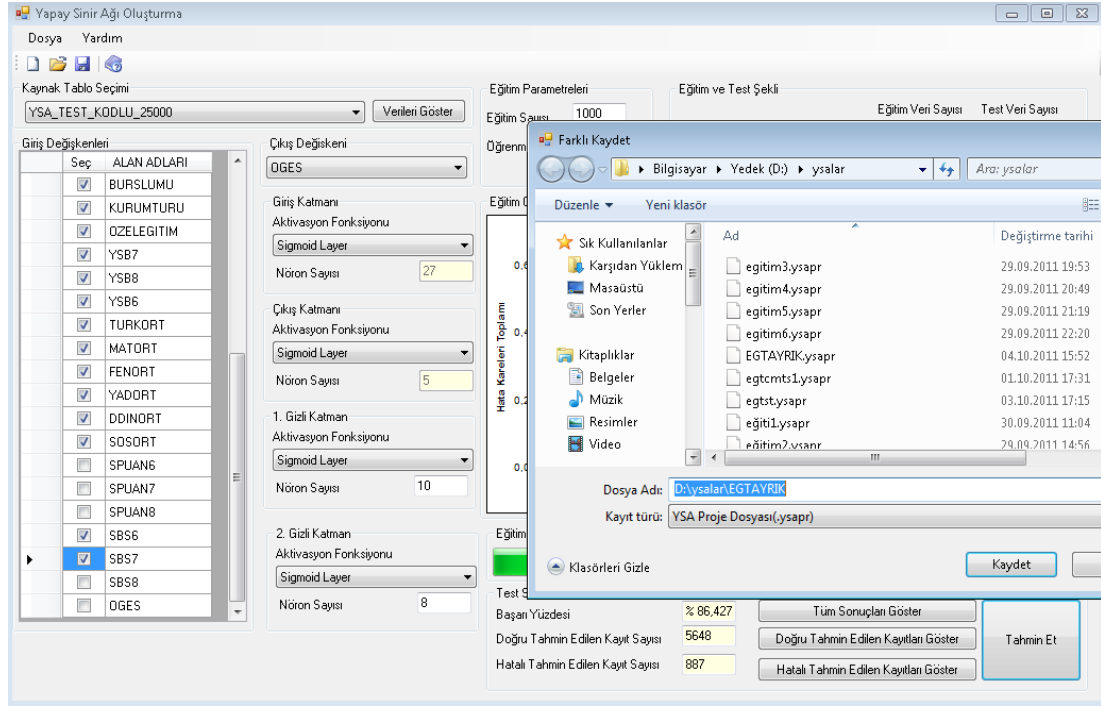 Yapay Sinir Ağı Oluşturma
Dosya Yardım
Kaynak Tablo Seçimi
YSA_TEST_KODLU_25000
Verileri Göster
Giriş Değişkenleri
Seç ALAN ADLARI
BURSLUMU
KURUMTURU
OZELEGITIM
YSB7
YSB8
YSB6
TURKORT
MATORT
FENORT
YADORT
DDINORT
SOSORT
SPUAN6
SPUAN7
SPUAN8
SBS6
SBS7
SBS8
OGES
Çıkış Değiskeni
OGES
Giriş Katmanı
Aktivasyon Fonksiyonu
Sigmoid Layer
Nöron Sayısı 27
Çıkış Katmanı
Aktivasyon Fonksiyonu
Sigmoid Layer
Nöron Sayısı 5
1. Gizli Katman
Aktivasyon Fonksiyonu
Sigmoid Layer
Nöron Sayısı 10
2. Gizli Katman
Aktivasyon Fonksiyonu
Sigmoid Layer
Nöron Sayısı 8
Eğitim Parametreleri
Eğitim Sayısı 1000
Öğrenm
Eğitim ve Test Şekli
Eğitim Veri Sayısı Test Veri Sayısı
Hata Kareleri Toplamı
Farklı Kaydet
Bilgisayar Yedek (D:) ysalar
Ara: ysalar
Düzenle Yeni klasör
Sık Kullanılanlar
Karşıdan Yüklem
Masaüstü
Son Yerler
Kitaplıklar
Belgeler
Müzik
Resimler
Video
Ad Değiştirme tarihi
egitim3.ysapr 29.09.2011 19:53
egitim4.ysapr 29.09.2011 20:49
egitim5.ysapr 29.09.2011 21:19
egitim6.ysapr 29.09.2011 22:20
EGTAYRIK.ysapr 04.10.2011 15:52
egtcmts1.ysapr 01.10.2011 17:31
egtst.ysapr 03.10.2011 17:15
eğiti1.ysapr 30.09.2011 11:04
eğitim2.ysapr 29.09.2011 14:56
Dosya Adı: D:\ysalar\EGTAYRIK
Kayıt türü: YSA Proje Dosyası(.ysapr)
Klasörleri Gizle
Kaydet
Eğitim
Test S
Başarı Yüzdesi % 86,427
Tüm Sonuçları Göster
Doğru Tahmin Edilen Kayıt Sayısı 5648
Doğru Tahmin Edilen Kayıtları Göster
Hatalı Tahmin Edilen Kayıt Sayısı 887
Hatalı Tahmin Edilen Kayıtları Göster
Tahmin Et